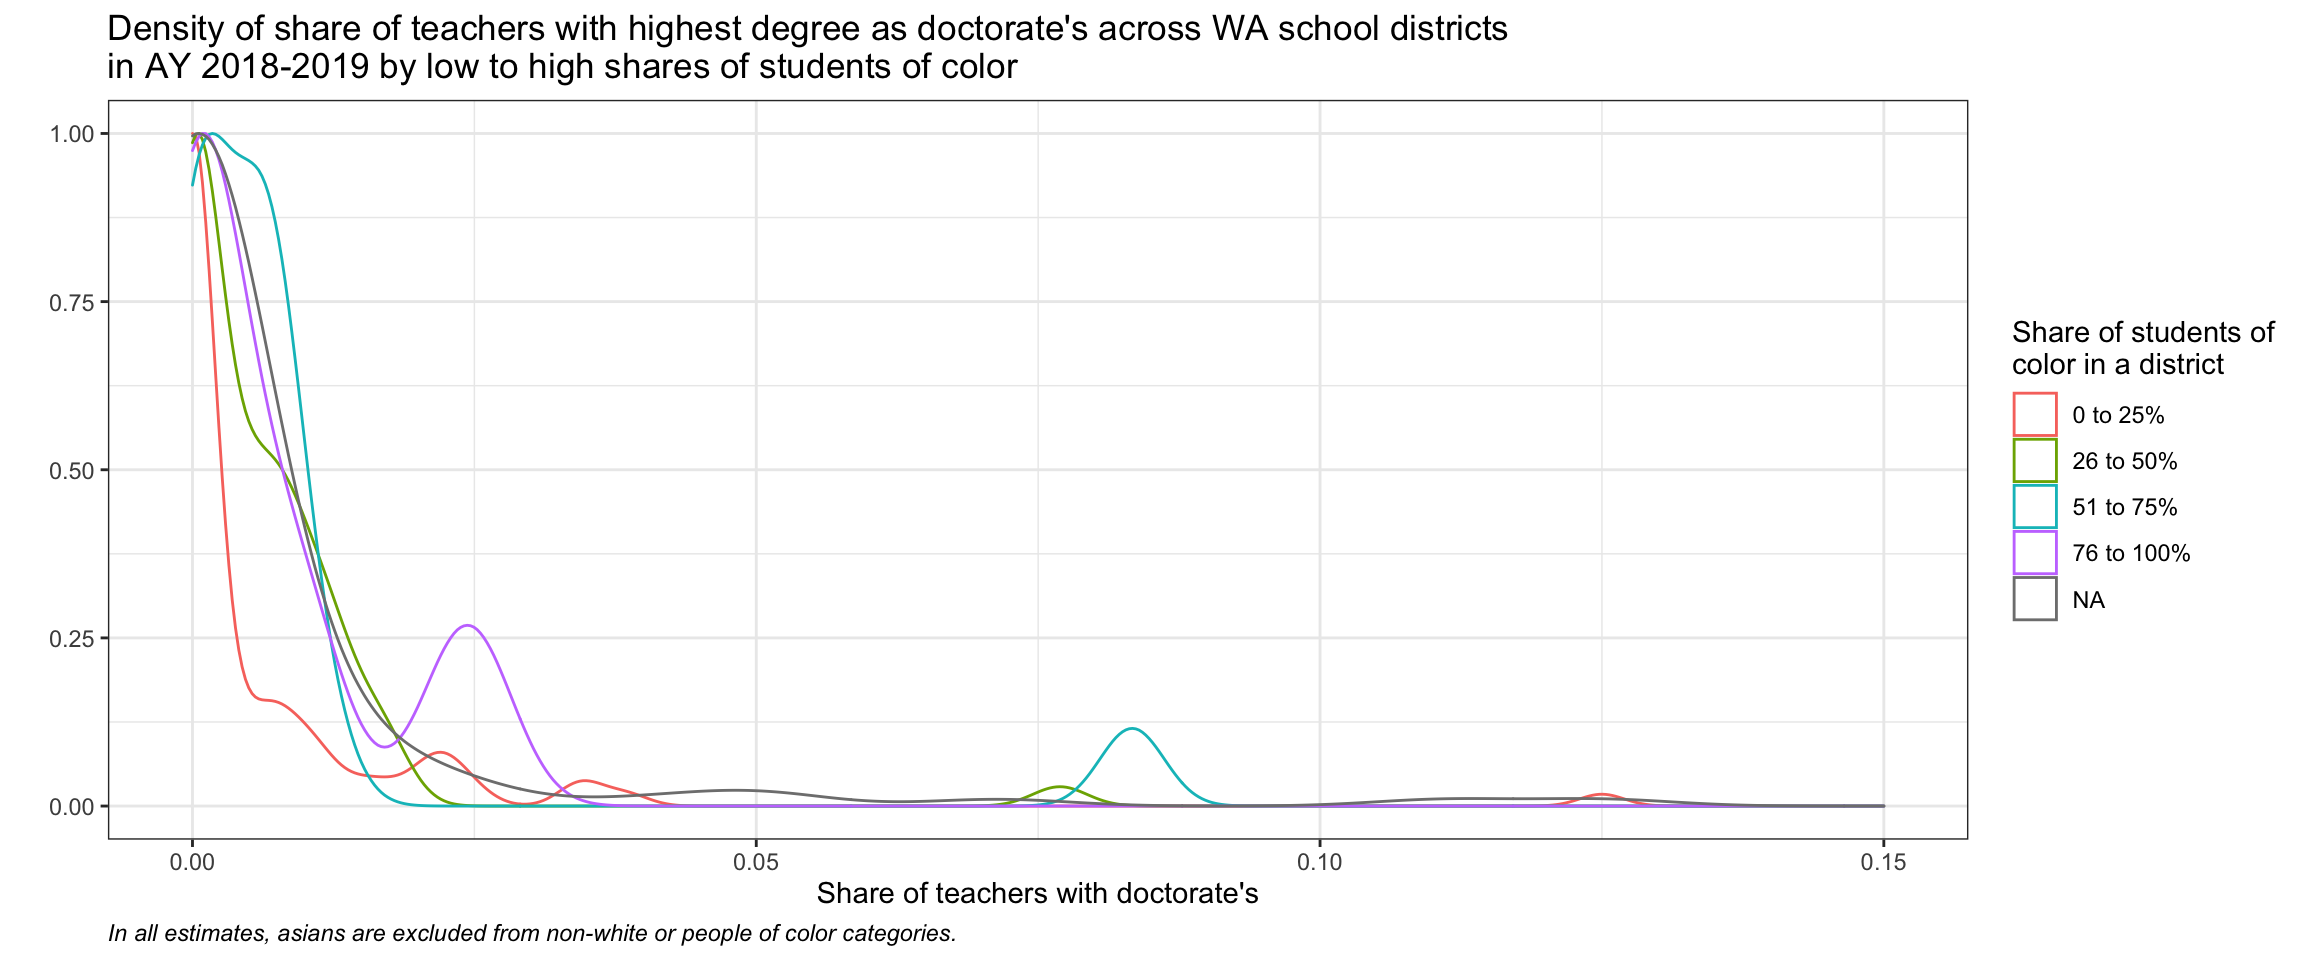 Density of share of teachers with highest degree as doctorate's across WA school districts
in AY 2018-2019 by low to high shares of students of color
1.00
0.75
0.50
0.25
0.00
0.00
0.05
0.10
0.15
Share of teachers with doctorate's
In all estimates, asians are excluded from non-white or people of color categories.
Share of students of
color in a district
0 to 25%
26 to 50%
51 to 75%
76 to 100%
NA